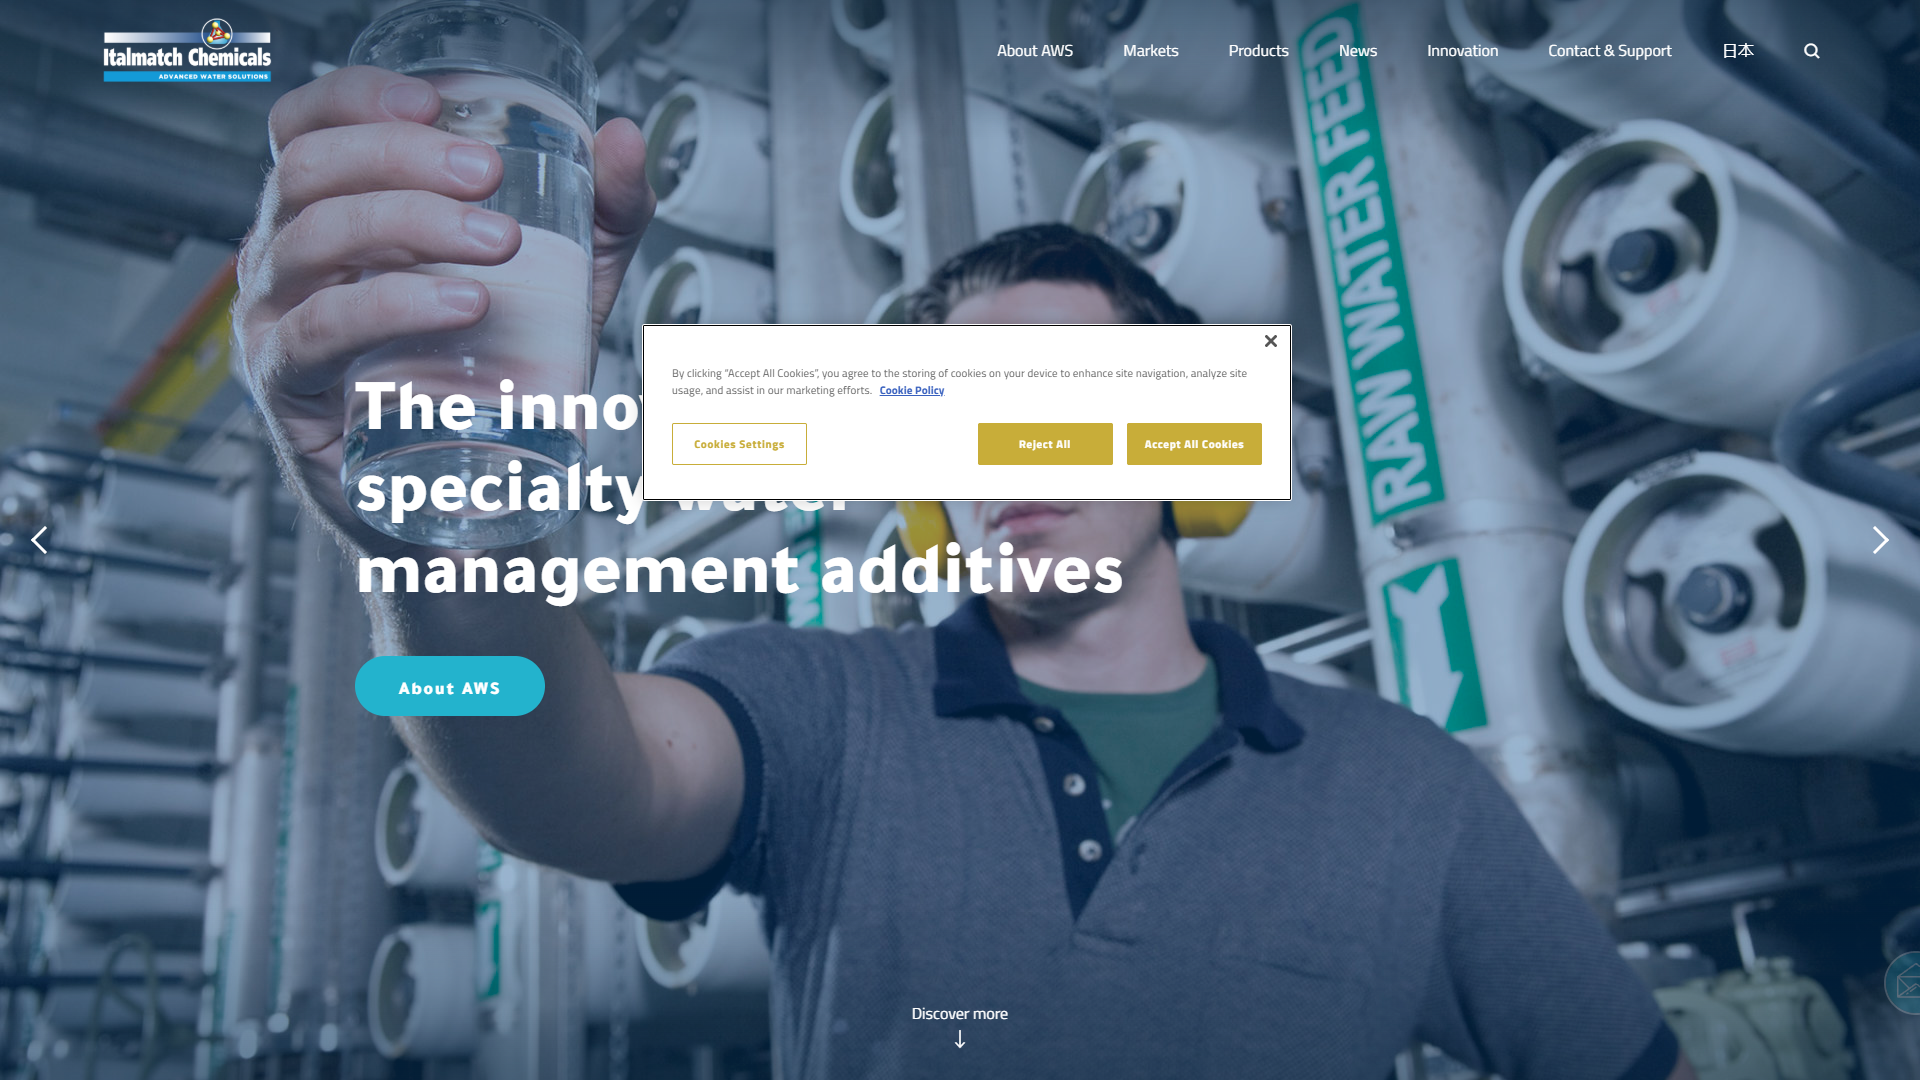 Italmatch Chemicals
ADVANCED WATER SOLUTIONS
About AWS
Markets
Products
News
Innovation
Contact & Support
日本
RAW WATER FEED
By clicking “Accept All Cookies”, you agree to the storing of cookies on your device to enhance site navigation, analyze site
usage, and assist in our marketing efforts. Cookie Policy
Cookies Settings
Reject All
Accept All Cookies
The inno
specialty water
management additives
About AWS
Discover more